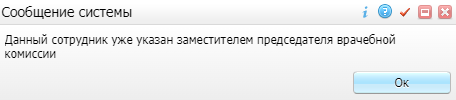 Сообщение системы
Данный сотрудник уже указан заместителем председателя врачебной
комиссии
Ок